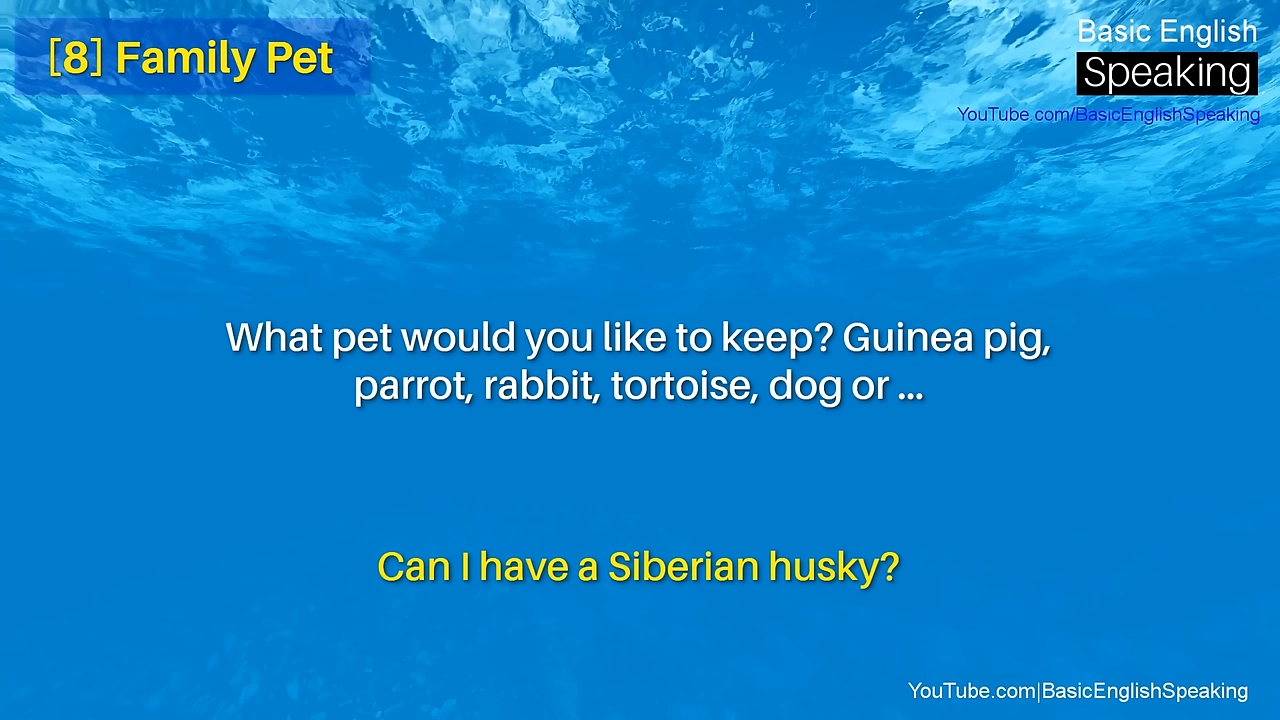 [8] Family Pet
Basic English
Speaking
YouTube.com/BasicEnglishSpeaking
What pet would you like to keep? Guinea pig,
parrot, rabbit, tortoise, dog or ...
Can I have a Siberian husky?
YouTube.com|BasicEnglishSpeaking